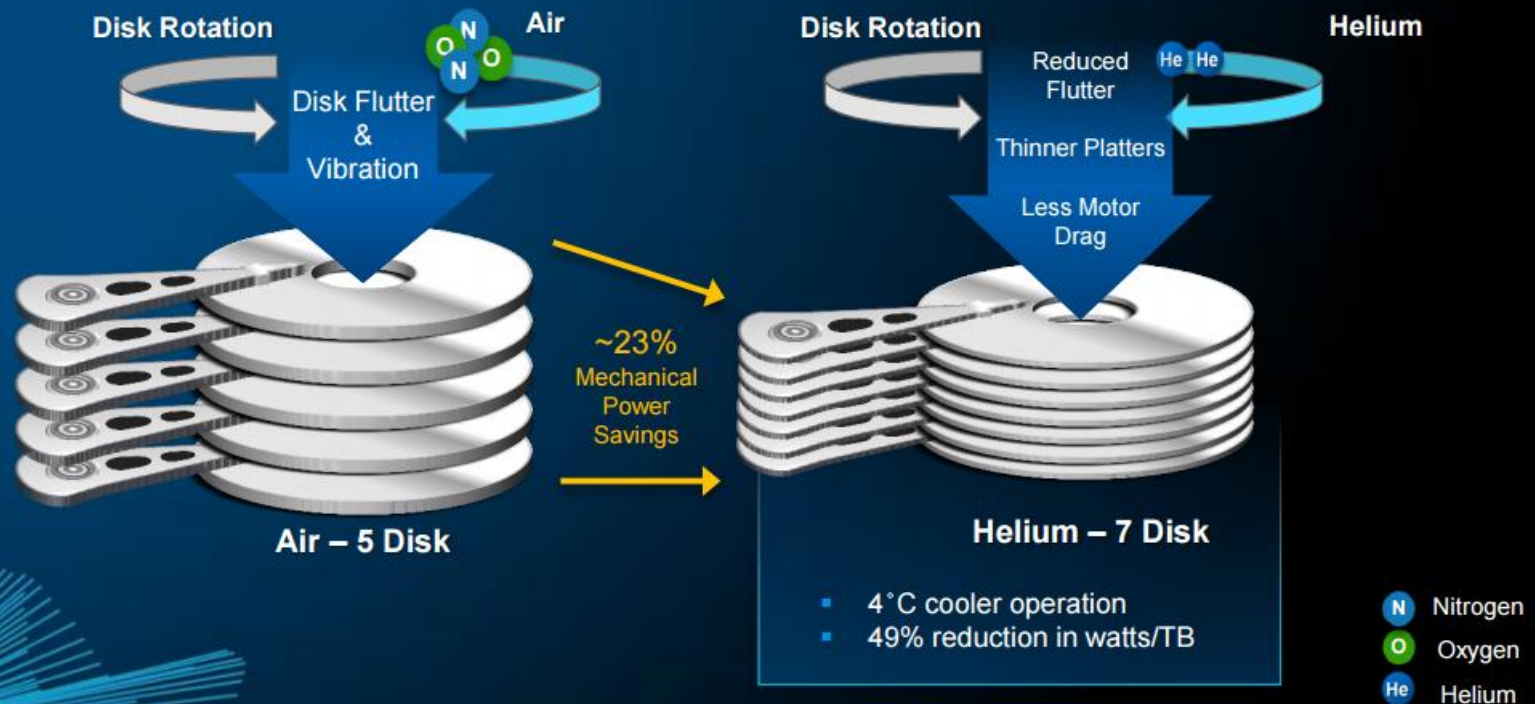 Disk Rotation
Air
N
O
O
N
Disk Flutter
&
Vibration
Air – 5 Disk
~23%
Mechanical
Power
Savings
Disk Rotation
Helium
He He
Reduced
Flutter
Thinner Platters
Less Motor
Drag
Helium – 7 Disk
▪ 4˚C cooler operation
▪ 49% reduction in watts/TB
N Nitrogen
O Oxygen
He Helium